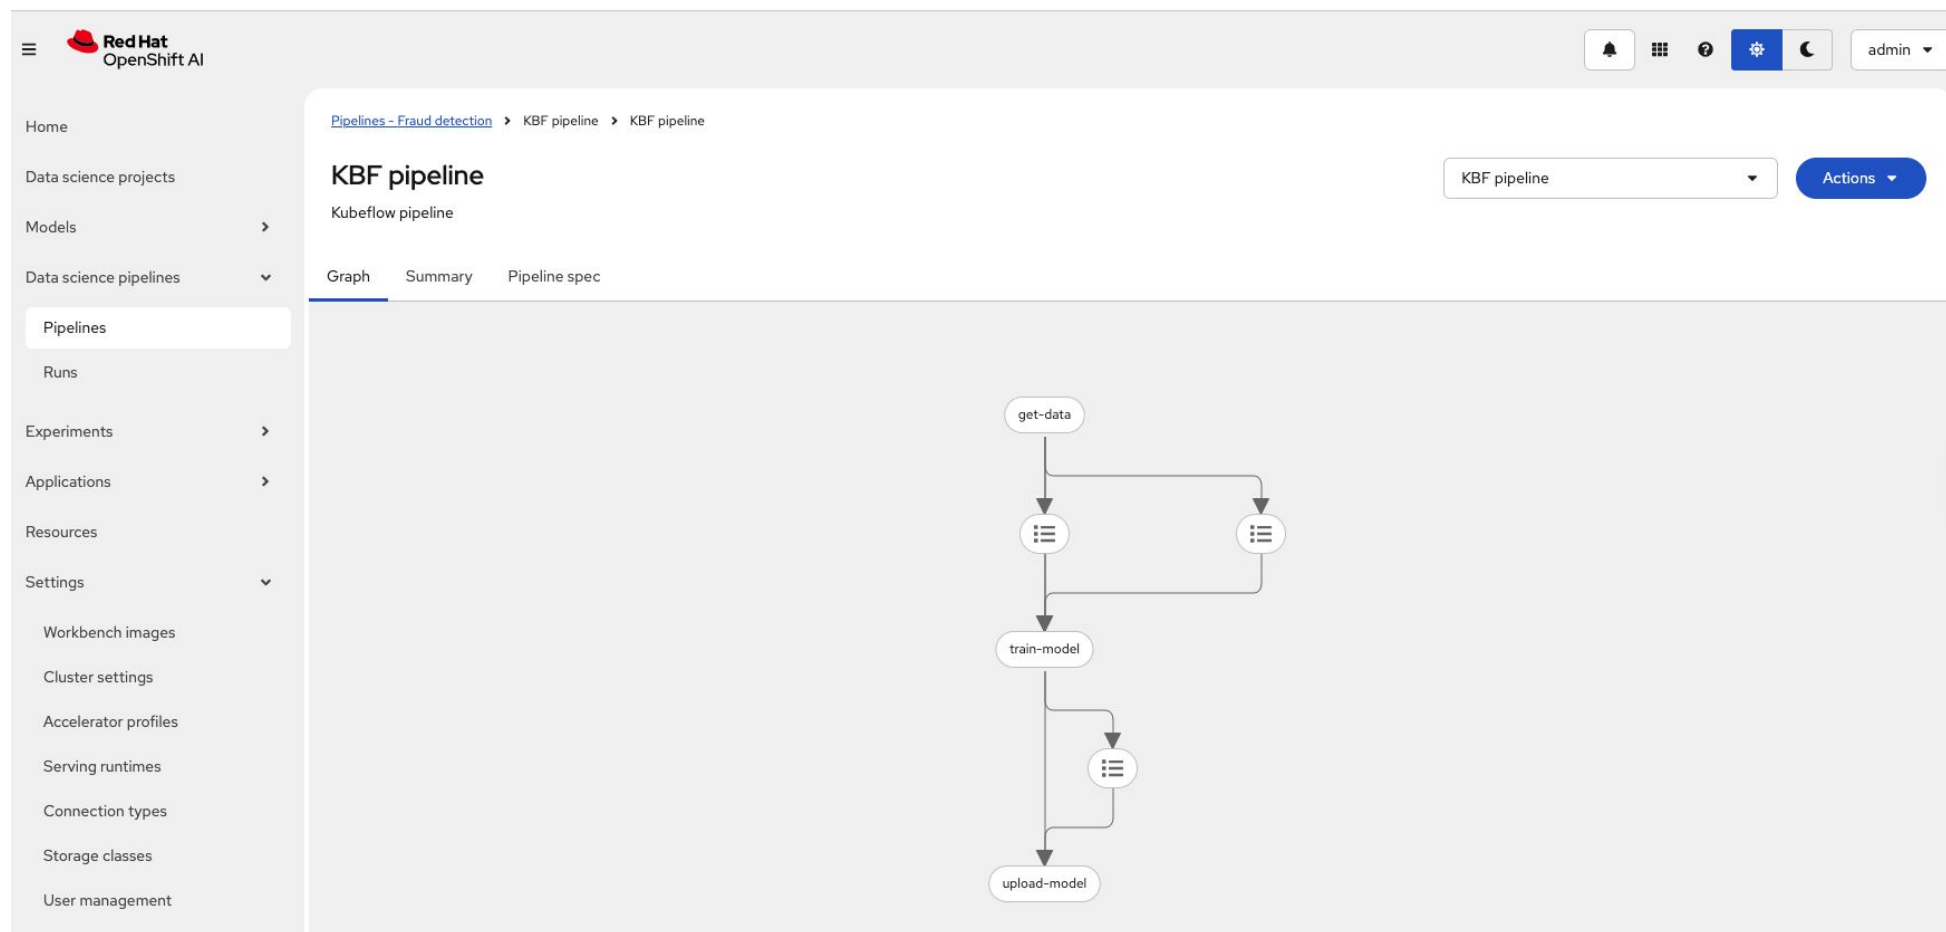 Red Hat
OpenShift AI
admin
Home
Data science projects
Models
Data science pipelines
Pipelines
Runs
Experiments
Applications
Resources
Settings
Workbench images
Cluster settings
Accelerator profiles
Serving runtimes
Connection types
Storage classes
User management
Pipelines - Fraud detection > KBF pipeline > KBF pipeline
KBF pipeline
Kubeflow pipeline
KBF pipeline
Actions
Graph Summary Pipeline spec
get-data
train-model
upload-model